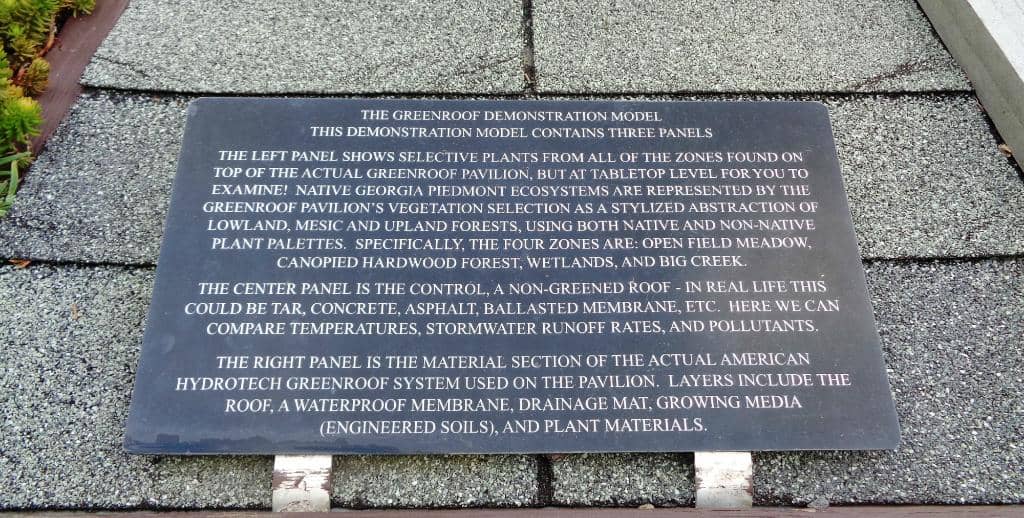 THE GREENROOF DEMONSTRATION MODEL
THIS DEMONSTRATION MODEL CONTAINS THREE PANELS
THE LEFT PANEL SHOWS SELECTIVE PLANTS FROM ALL OF THE ZONES FOUND ON
TOP OF THE ACTUAL GREENROOF PAVILION, BUT AT TABLETOP LEVEL FOR YOU TO
EXAMINE! NATIVE GEORGIA PIEDMONT ECOSYSTEMS ARE REPRESENTED BY THE
GREENROOF PAVILION'S VEGETATION SELECTION AS A STYLIZED ABSTRACTION OF
LOWLAND, MESIC AND UPLAND FORESTS, USING BOTH NATIVE AND NON-NATIVE
PLANT PALETTES. SPECIFICALLY, THE FOUR ZONES ARE: OPEN FIELD MEADOW,
CANOPIED HARDWOOD FOREST, WETLANDS, AND BIG CREEK.
THE CENTER PANEL IS THE CONTROL, A NON-GREENED ROOF - IN REAL LIFE THIS
COULD BE TAR, CONCRETE, ASPHALT, BALLASTED MEMBRANE, ETC. HERE WE CAN
COMPARE TEMPERATURES, STORMWATER RUNOFF RATES, AND POLLUTANTS.
THE RIGHT PANEL IS THE MATERIAL SECTION OF THE ACTUAL AMERICAN
HYDROTECH GREENROOF SYSTEM USED ON THE PAVILION. LAYERS INCLUDE THE
ROOF, A WATERPROOF MEMBRANE, DRAINAGE MAT, GROWING MEDIA
(ENGINEERED SOILS), AND PLANT MATERIALS.